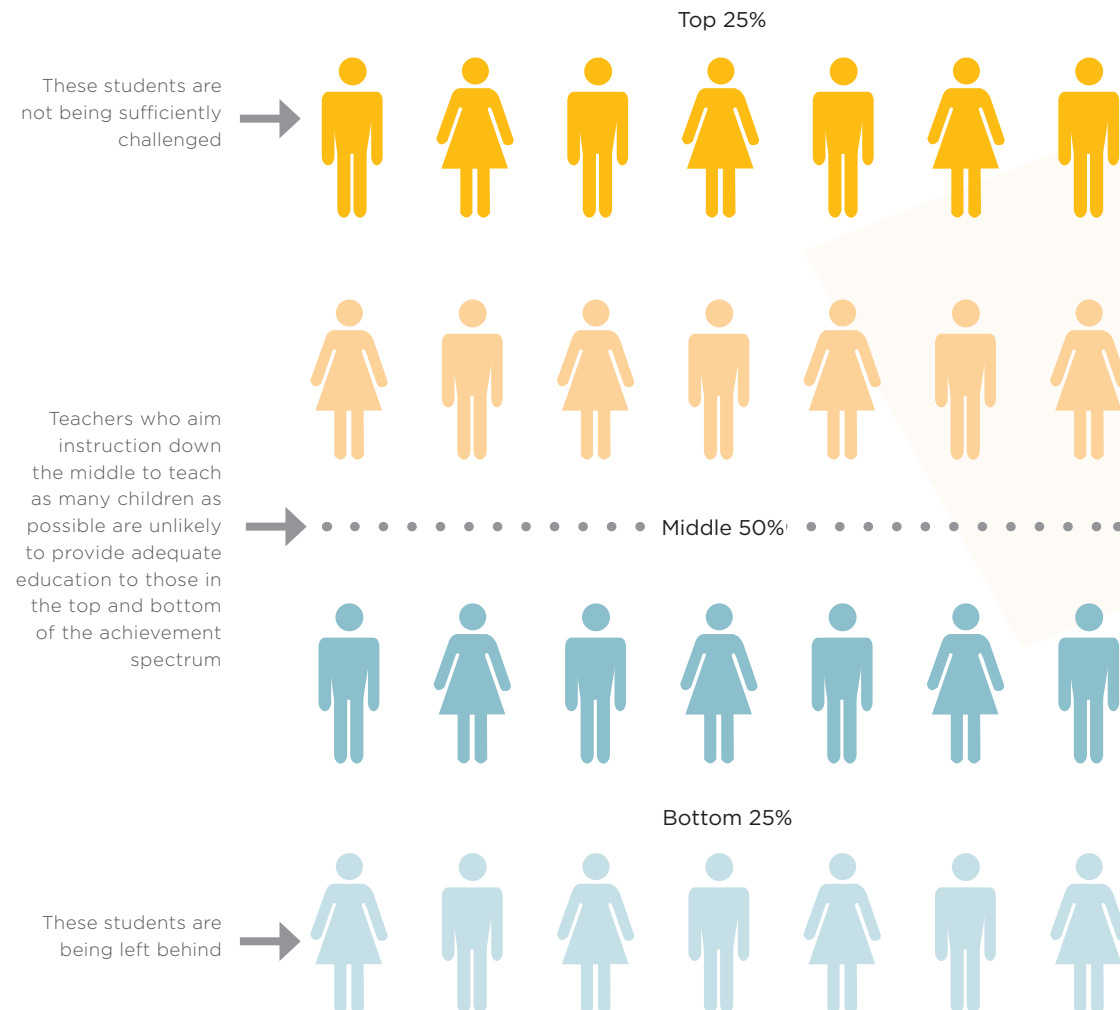 Top 25%
These students are
not being sufficiently
challenged
Teachers who aim
instruction down
the middle to teach
as many children as
possible are unlikely
to provide adequate
education to those in
the top and bottom
of the achievement
spectrum
Middle 50%
Bottom 25%
These students are
being left behind